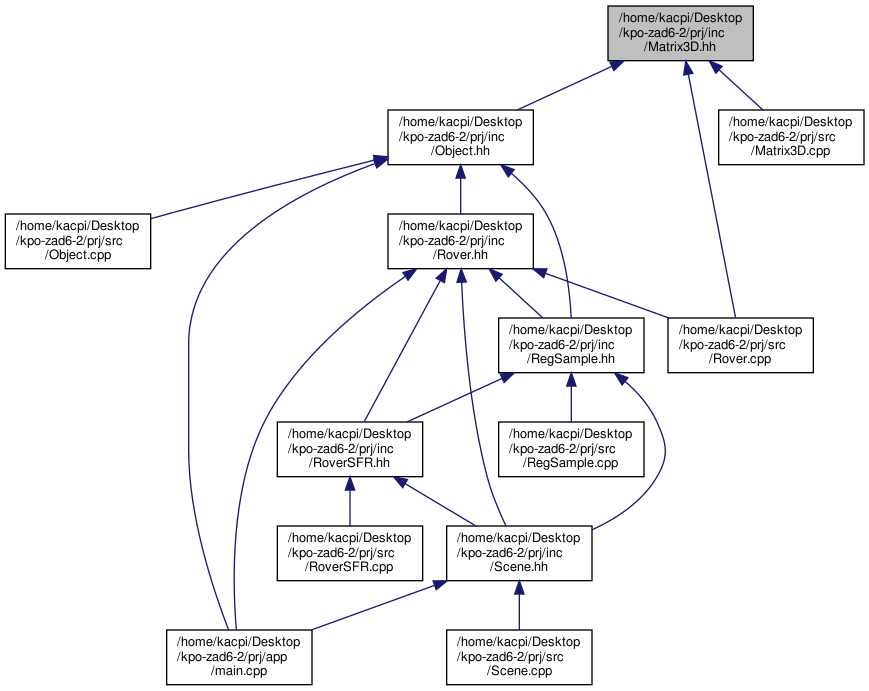 /home/kacpi/Desktop
/kpo-zad6-2/prj/inc
/Matrix3D.hh
/home/kacpi/Desktop
/kpo-zad6-2/prj/inc
/Object.hh
/home/kacpi/Desktop
/kpo-zad6-2/prj/src
/Matrix3D.cpp
/home/kacpi/Desktop
/kpo-zad6-2/prj/src
/Object.cpp
/home/kacpi/Desktop
/kpo-zad6-2/prj/inc
/Rover.hh
/home/kacpi/Desktop
/kpo-zad6-2/prj/inc
/RegSample.hh
/home/kacpi/Desktop
/kpo-zad6-2/prj/src
/Rover.cpp
/home/kacpi/Desktop
/kpo-zad6-2/prj/inc
/RoverSFR.hh
/home/kacpi/Desktop
/kpo-zad6-2/prj/src
/RegSample.cpp
/home/kacpi/Desktop
/kpo-zad6-2/prj/src
/RoverSFR.cpp
/home/kacpi/Desktop
/kpo-zad6-2/prj/inc
/Scene.hh
/home/kacpi/Desktop
/kpo-zad6-2/prj/app
/main.cpp
/home/kacpi/Desktop
/kpo-zad6-2/prj/src
/Scene.cpp